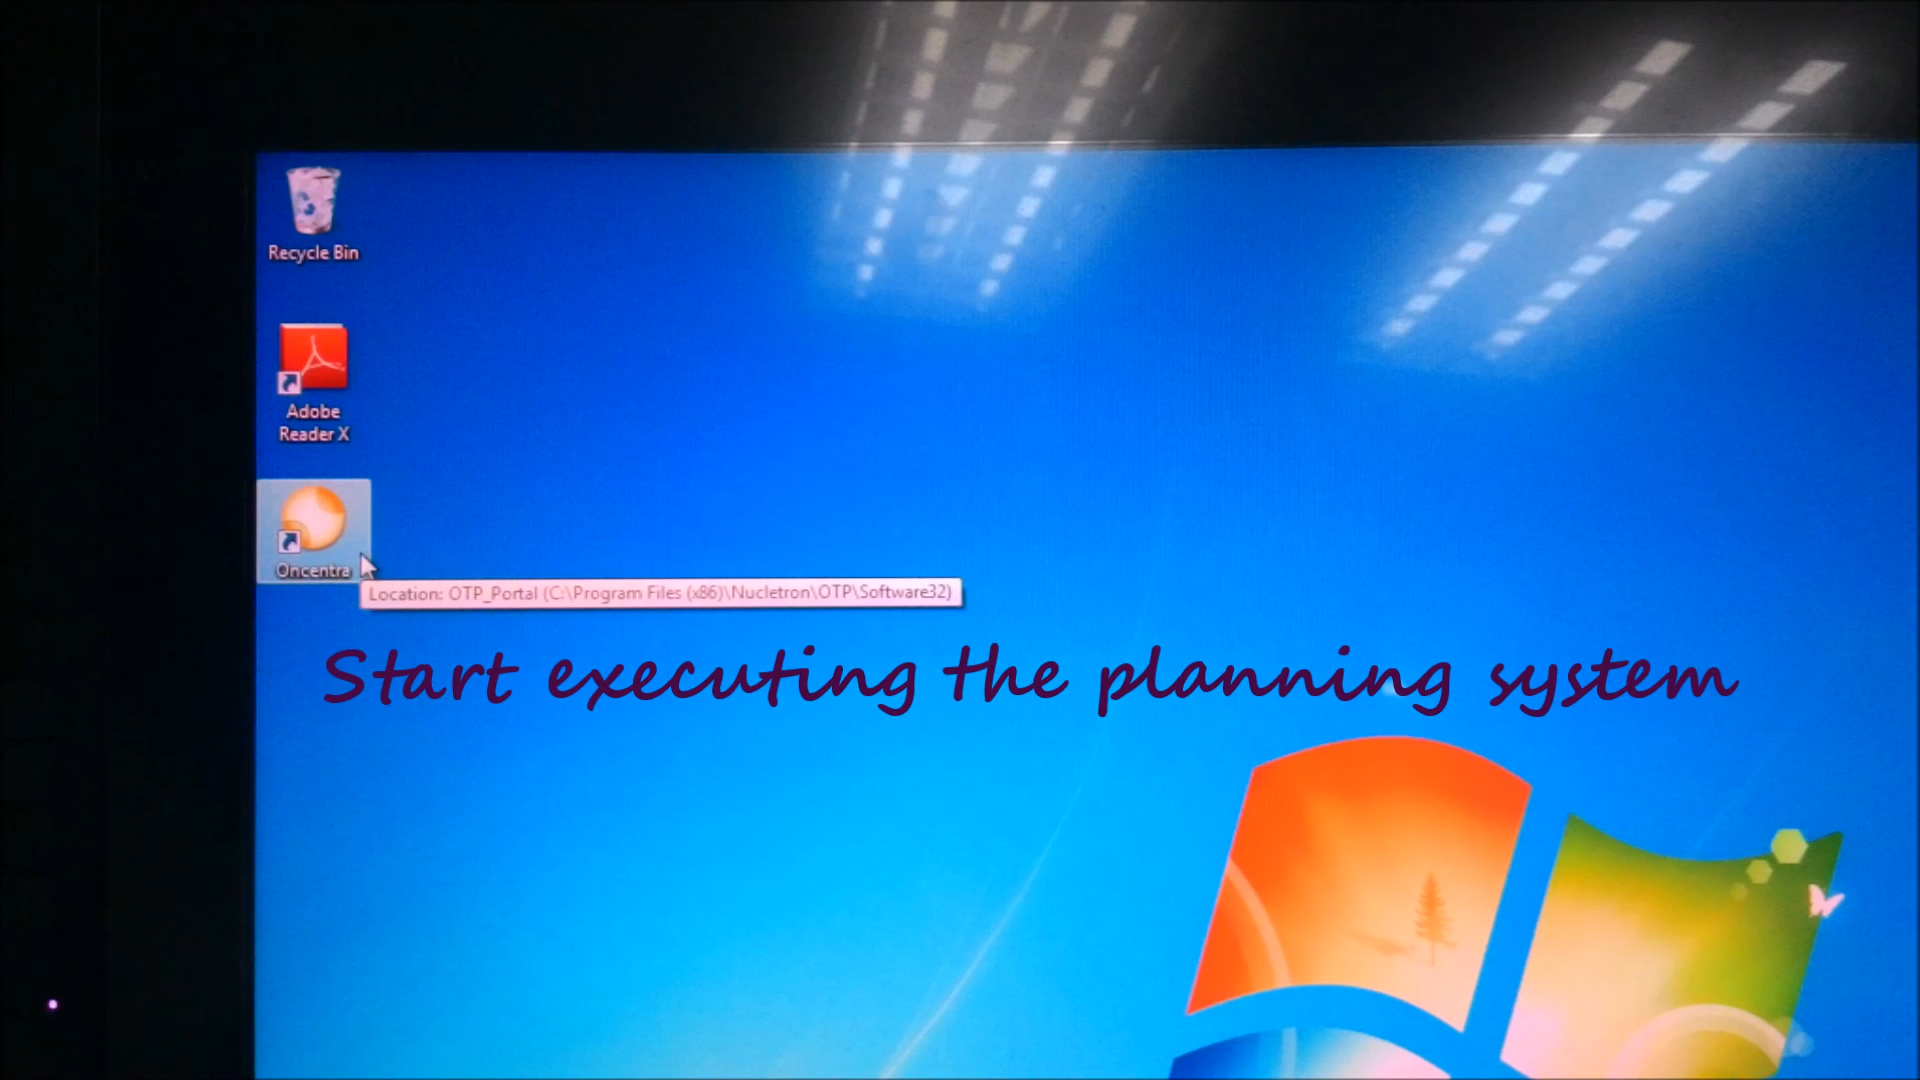 Recycle Bin
Adobe
Reader X
Oncentra
Location: OTP_Portal (C:\Program Files (x86)\Nucletron\OTP\Software32)
Start executing the planning system